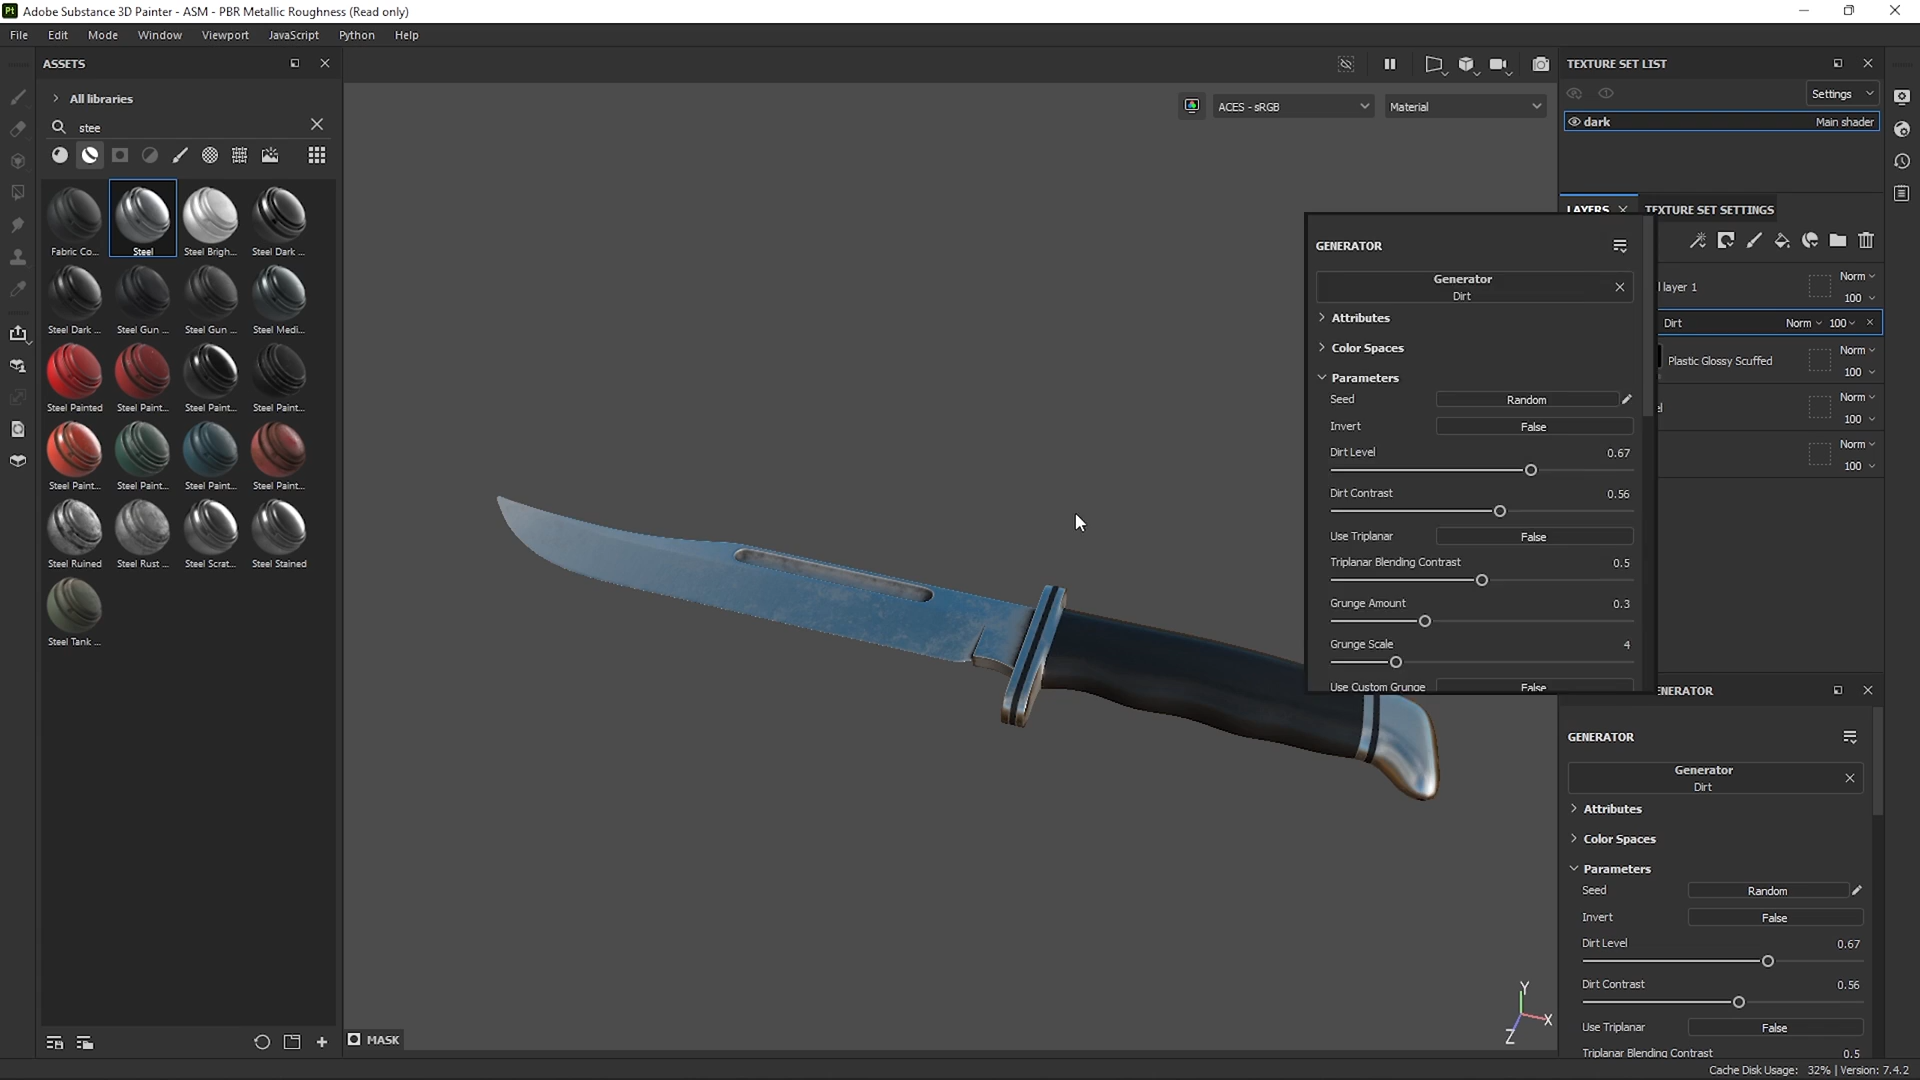 Pt Adobe Substance 3D Painter - ASM - PBR Metallic Roughness (Read only)
File Edit Mode Window Viewport JavaScript Python Help
ASSETS
All libraries
stee
Fabric Co... Steel Steel Brigh... Steel Dark ...
Steel Dark ... Steel Gun ... Steel Gun ... Steel Medi...
Steel Painted Steel Paint... Steel Paint... Steel Paint...
Steel Paint... Steel Paint... Steel Paint... Steel Paint...
Steel Ruined Steel Rust ... Steel Scrat... Steel Stained
Steel Tank ...
MASK
ACES - sRGB
Material
Y
X
Z
TEXTURE SET LIST
Settings
dark Main shader
LAYERS TEXTURE SET SETTINGS
Norm
l layer 1
100
Dirt Norm 100
Norm
Plastic Glossy Scuffed
100
Norm
el
100
Norm
100
GENERATOR
Generator
Dirt
Attributes
Color Spaces
Parameters
Seed Random
Invert False
Dirt Level 0.67
Dirt Contrast 0.56
Use Triplanar False
Triplanar Blending Contrast 0.5
Grunge Amount 0.3
Grunge Scale 4
Use Custom Grunge False
ENERATOR
GENERATOR
Generator
Dirt
Attributes
Color Spaces
Parameters
Seed Random
Invert False
Dirt Level 0.67
Dirt Contrast 0.56
Use Triplanar False
Triplanar Blending Contrast 0.5
Cache Disk Usage: 32% | Version: 7.4.2